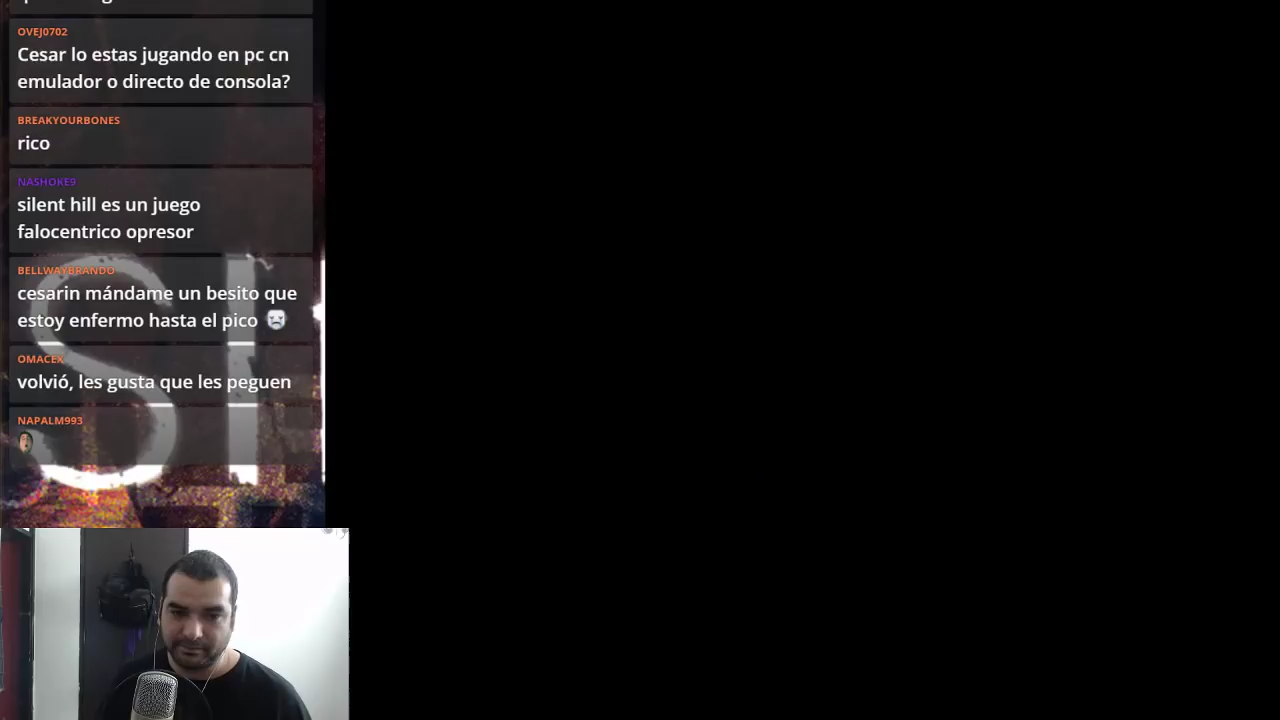 OVEJ0702
Cesar lo estas jugando en pc cn
emulador o directo de consola?
BREAKYOURBONES
rico
NASHOKE9
silent hill es un juego
falocentrico opresor
BELLWAYBRANDO
cesarin mándame un besito que
estoy enfermo hasta el pico
OMACEX
volvió, les gusta que les peguen
NAPALM993